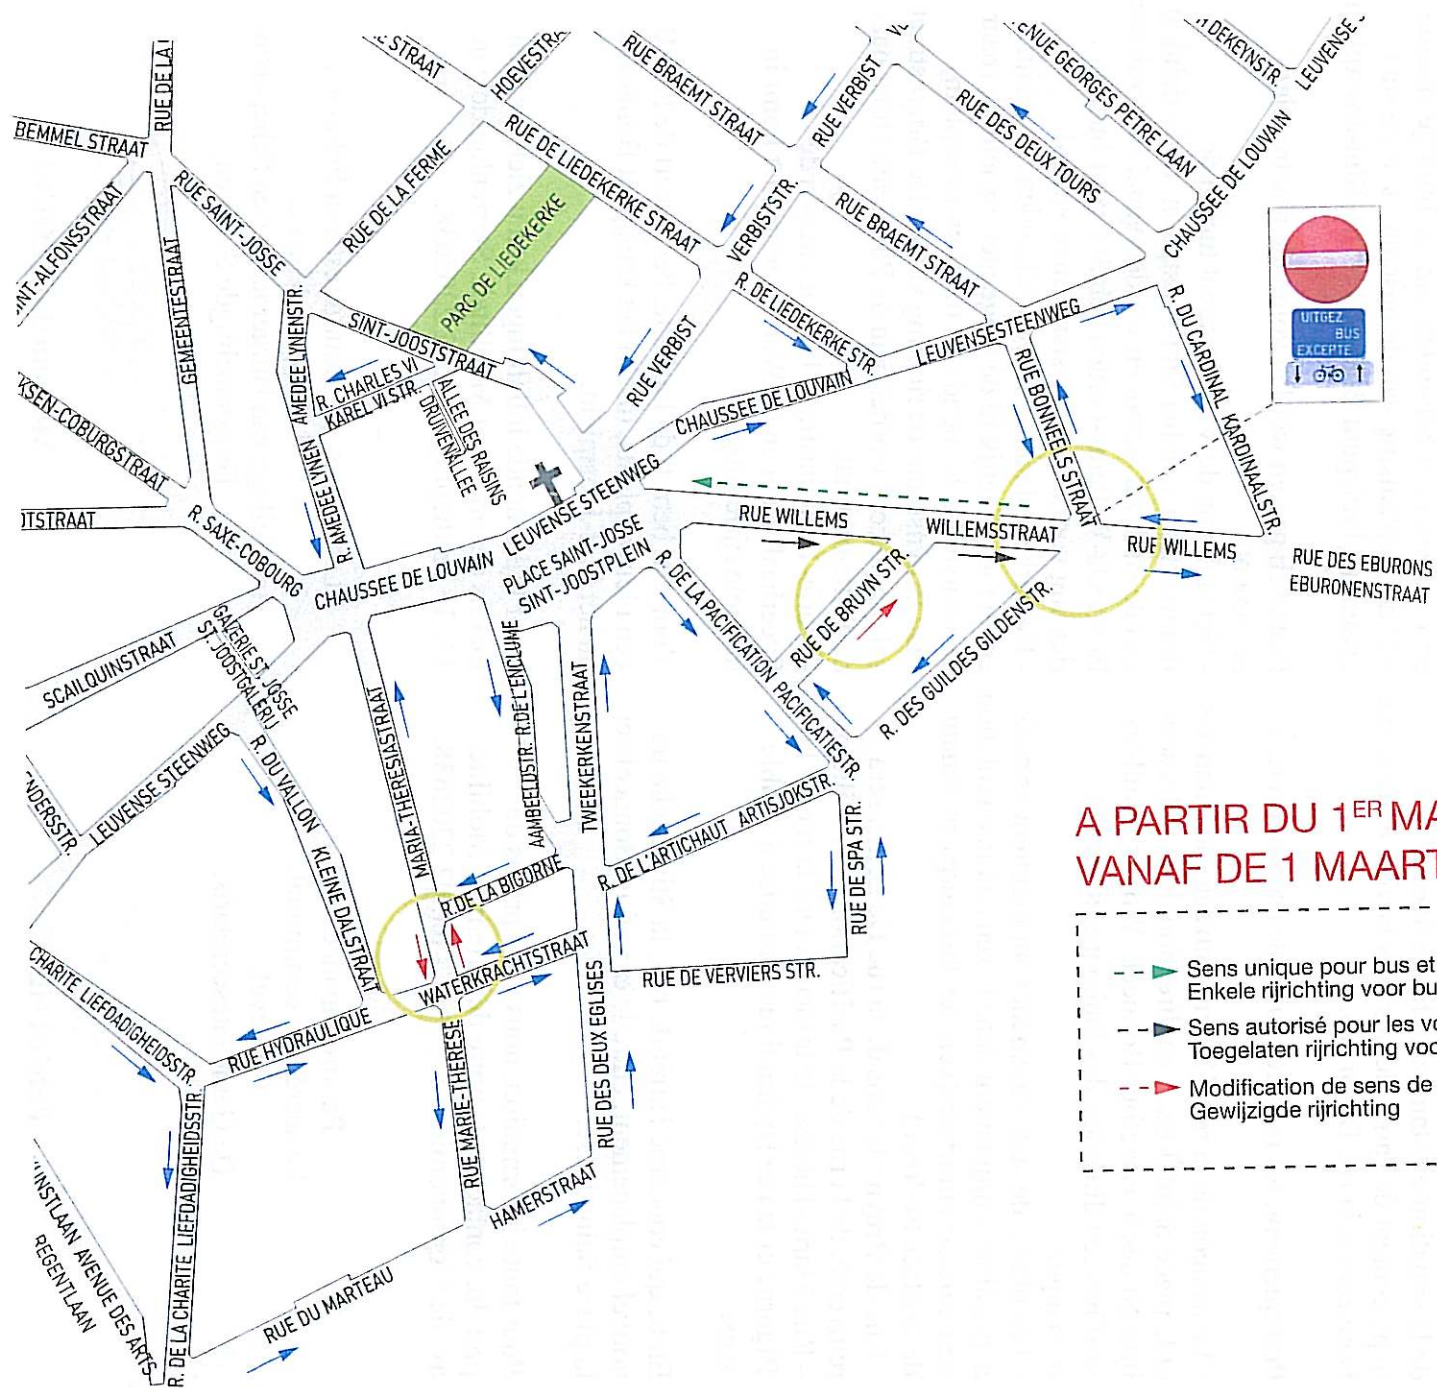 RUE DE LA
BEMMEL STRAAT
INT-ALFONSSTRAAT
GEMEENTESTRAAT
RUE SAINT-JOSSE
SINT-JOOSTSTRAAT
RUE DE LA FERME
HOEVESTRA
STRAAT
RUE DE LIEDEKERKE STRAAT
PARC DE LIEDEKERKE
RUE BRAEMT STRAAT
RUE VERBIST
VERBISTSTR.
RUE VERBIST
RUE DES DEUX TOURS
ENUE GEORGES PETRE LAAN
DEKEYNSTR.
LEUVENSE S
CHAUSSEE DE LOUVAIN
RUE BRAEMT STRAAT
R. DE LIEDEKERKE STR.
LEUVENSESTEENWEG
CHAUSSEE DE LOUVAIN
UITGEZ.
BUS
EXCEPTE
AMEDEE LYNENSTR.
R. AMEDEE LYNEN
R. CHARLES VI
KAREL VI STR.
ALLEE DES RAISINS
DRUIVENALLEE
RUE BONNEELS STRAAT
R. DU CARDINAL KARDINAALSTR.
KSEN-COBURGSTRAAT
OTSTRAAT
R. SAXE-COBOURG
CHAUSSEE DE LOUVAIN
LEUVENSE STEENWEG
PLACE SAINT-JOSSE
SINT-JOOSTPLEIN
RUE WILLEMS
WILLEMSSTRAAT
RUE WILLEMS
RUE DES EBURONS
EBURONENSTRAAT
RUE DE BRUYN STR.
R. DE LA PACIFICATION PACIFICATIESTR.
R. DES GUILDES GILDENSTR.
SCAILQUINSTRAAT
GALERIE ST. JOSSE
ST. JOOSTGALERIJ
LEUVENSE STEENWEG
NDERSSTR.
R. DU VALLON KLEINE DALSTRAAT
MARIA-THERESIASTRAAT
AAMBEELDSTR. R.DE L'ENCLUME
TWEEKERKENSTRAAT
R. DE L'ARTICHAUT ARTISJOKSTR.
RUE DE SPA STR.
R.DE LA BIGORNE
WATERKRACHTSTRAAT
RUE HYDRAULIQUE
RUE DE VERVIERS STR.
RUE DES DEUX EGLISES
RUE MARIE-THERESE
CHARITE LIEFDADIGHEIDSSTR.
R. DE LA CHARITE LIEFDADIGHEIDSSTR.
UNSTLAAN AVENUE DES ARTS
REGENTLAAN
RUE DU MARTEAU
HAMERSTRAAT
A PARTIR DU 1ER MA
VANAF DE 1 MAART
Sens unique pour bus et
Enkele rijrichting voor bu
Sens autorisé pour les vo
Toegelaten rijrichting voo
Modification de sens de
Gewijzigde rijrichting